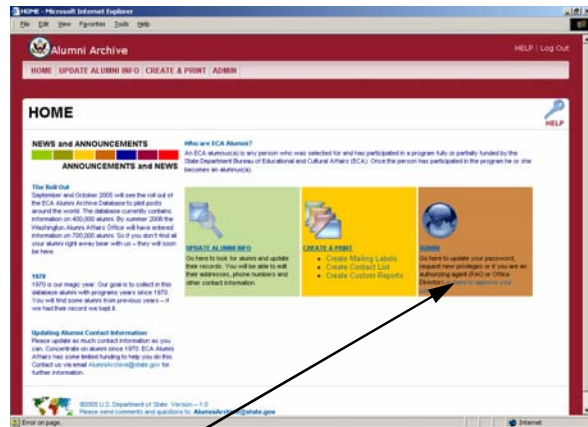 HOME - Microsoft Internet Explorer
File Edit View Favorites Tools Help
Alumni Archive
HELP | Log Out
HOME UPDATE ALUMNI INFO CREATE & PRINT ADMIN
HOME
HELP
NEWS and ANNOUNCEMENTS
ANNOUNCEMENTS and NEWS
The Roll Out
September and October 2005 will see the roll out of
the ECA Alumni Archive Database to pilot posts
around the world. The database currently contains
information on 400,000 alumni. By summer 2006 the
Washington Alumni Affairs Office will have entered
information on 700,000 alumni. So if you don't find all
your alumni right away bear with us – they will soon
be here.
1970
1970 is our magic year. Our goal is to collect in this
database alumni with programs years since 1970.
You will find some alumni from previous years – if
we had their record we kept it.
Updating Alumni Contact Information
Please update as much contact information as you
can. Concentrate on alumni since 1970. ECA Alumni
Affairs has some limited funding to help you do this.
Contact us via email AlumniArchive@state.gov for
further information.
Who are ECA Alumni?
An ECA alumnus(a) is any person who was selected for and has participated in a program fully or partially funded by the
State Department Bureau of Educational and Cultural Affairs (ECA). Once the person has participated in the program he or she
becomes an alumnus(a).
UPDATE ALUMNI INFO
Go here to look for alumni and update
their records. You will be able to edit
their addresses, phone numbers and
other contact information.
CREATE & PRINT
Create Mailing Labels
Create Contact List
Create Custom Reports
ADMIN
Go here to update your password,
request new privileges or if you are an
authorizing agent (PAO or Office
Director) here to approve your
©2005 U.S. Department of State Version – 1.0
Please send comments and questions to: AlumniArchive@state.gov
Error on page.
Internet